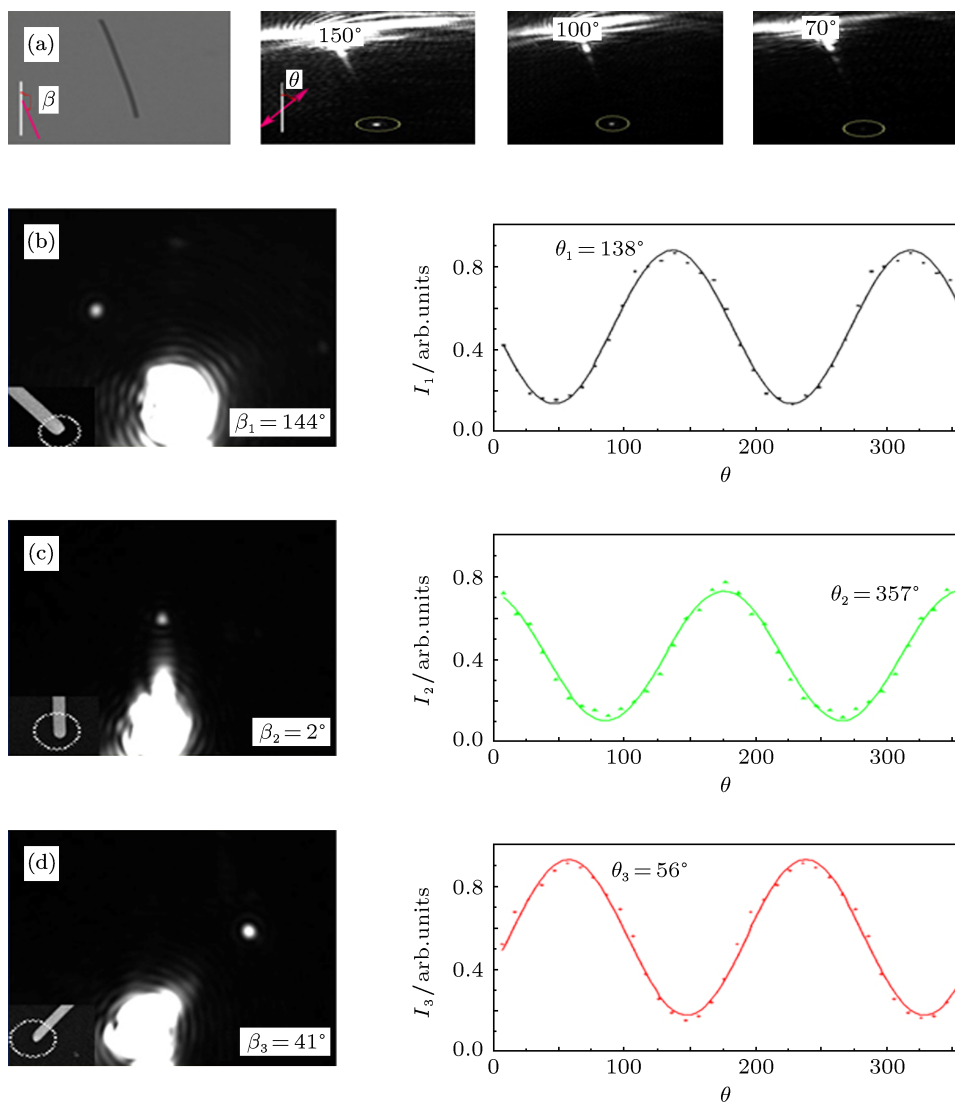 (a)
β
150°
θ
100°
70°
(b)
β₁ = 144°
θ₁ = 138°
I₁/arb.units
0.8
0.4
0.0
0
100
200
300
θ
(c)
β₂ = 2°
θ₂ = 357°
I₂/arb.units
0.8
0.4
0.0
0
100
200
300
θ
(d)
β₃ = 41°
θ₃ = 56°
I₃/arb.units
0.8
0.4
0.0
0
100
200
300
θ